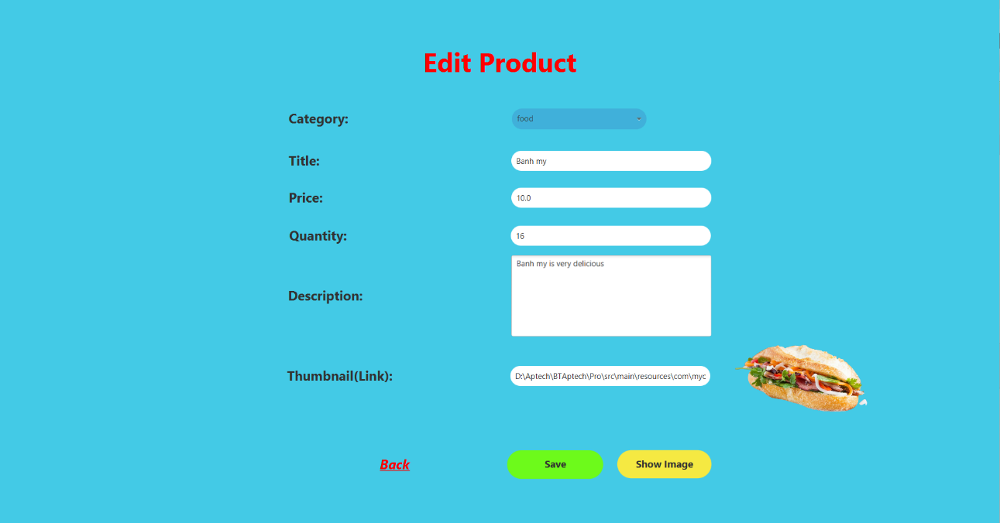 Edit Product
Category:
food
Title:
Banh my
Price:
10.0
Quantity:
16
Description:
Banh my is very delicious
Thumbnail(Link):
D:\Aptech\BTAptech\Pro\src\main\resources\com\myc
Back
Save
Show Image